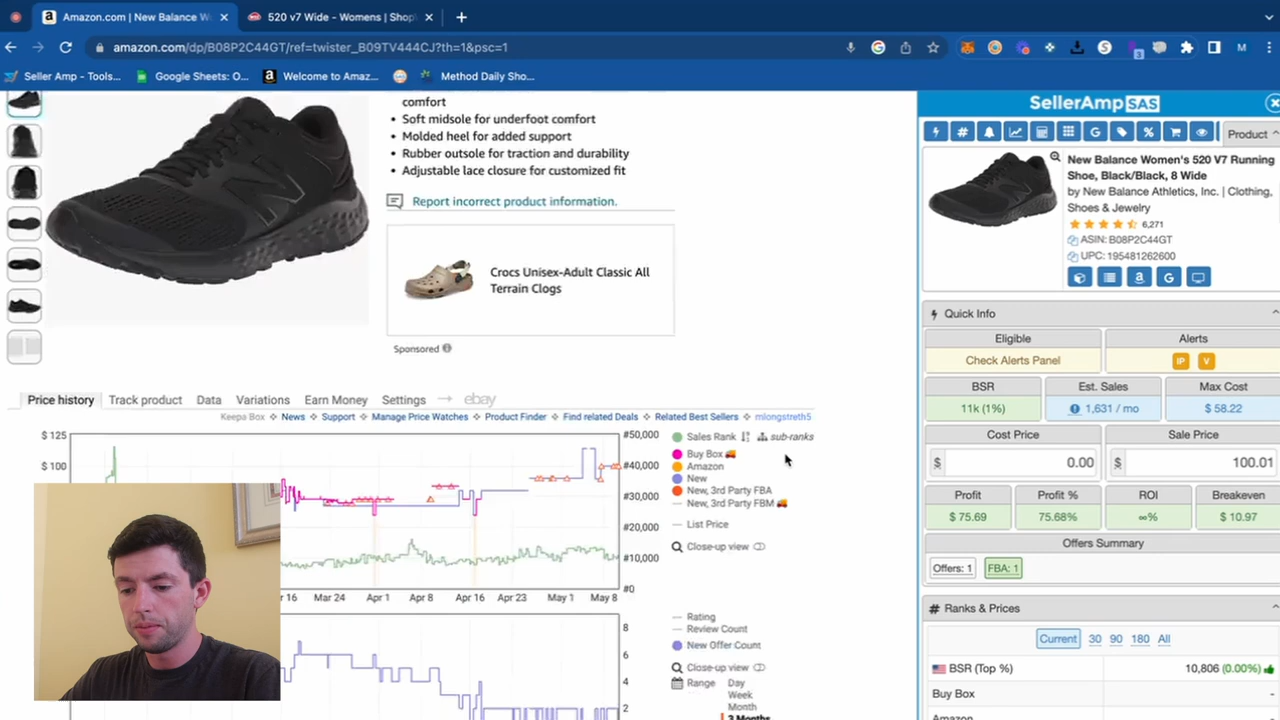 Amazon.com | New Balance W
520 v7 Wide - Womens | Shop
amazon.com/dp/B08P2C44GT/ref=twister_B09TV444CJ?th=1&psc=1
Seller Amp - Tools...
Google Sheets: O...
Welcome to Amaz...
Method Daily Sho...
comfort
• Soft midsole for underfoot comfort
• Molded heel for added support
• Rubber outsole for traction and durability
• Adjustable lace closure for customized fit
Report incorrect product information.
Crocs Unisex-Adult Classic All
Terrain Clogs
Sponsored
Price history
Track product
Data
Variations
Earn Money
Settings
ebay
Keepa Box
News
Support
Manage Price Watches
Product Finder
Find related Deals
Related Best Sellers
mlongstreth5
$ 125
$ 100
#50,000
#40,000
#30,000
#20,000
#10,000
#0
16
Mar 24
Apr 1
Apr 8
Apr 16
Apr 23
May 1
May 8
Sales Rank
sub-ranks
Buy Box
Amazon
New
New, 3rd Party FBA
New, 3rd Party FBM
List Price
Close-up view
8
6
4
2
Rating
Review Count
New Offer Count
Close-up view
Range
Day
Week
Month
3 Months
SellerAmp SAS
Product
New Balance Women's 520 V7 Running
Shoe, Black/Black, 8 Wide
by New Balance Athletics, Inc. | Clothing,
Shoes & Jewelry
6,271
ASIN: B08P2C44GT
UPC: 195481262600
Quick Info
Eligible
Alerts
Check Alerts Panel
IP
V
BSR
Est. Sales
Max Cost
11k (1%)
1,631 / mo
$ 58.22
Cost Price
Sale Price
$ 0.00
$ 100.01
Profit
Profit %
ROI
Breakeven
$ 75.69
75.68%
∞%
$ 10.97
Offers Summary
Offers: 1
FBA: 1
Ranks & Prices
Current
30
90
180
All
BSR (Top %)
10,806 (0.00%)
Buy Box
-
Amazon